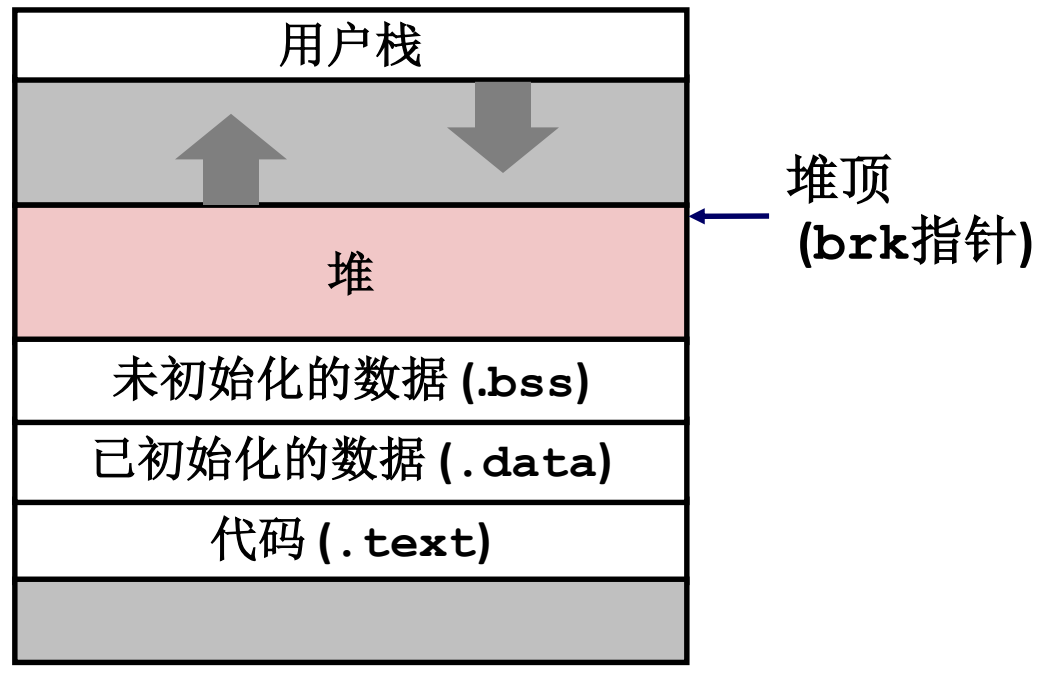 用户栈
堆顶
(brk指针)
堆
未初始化的数据 (.bss)
已初始化的数据 (.data)
代码 (.text)